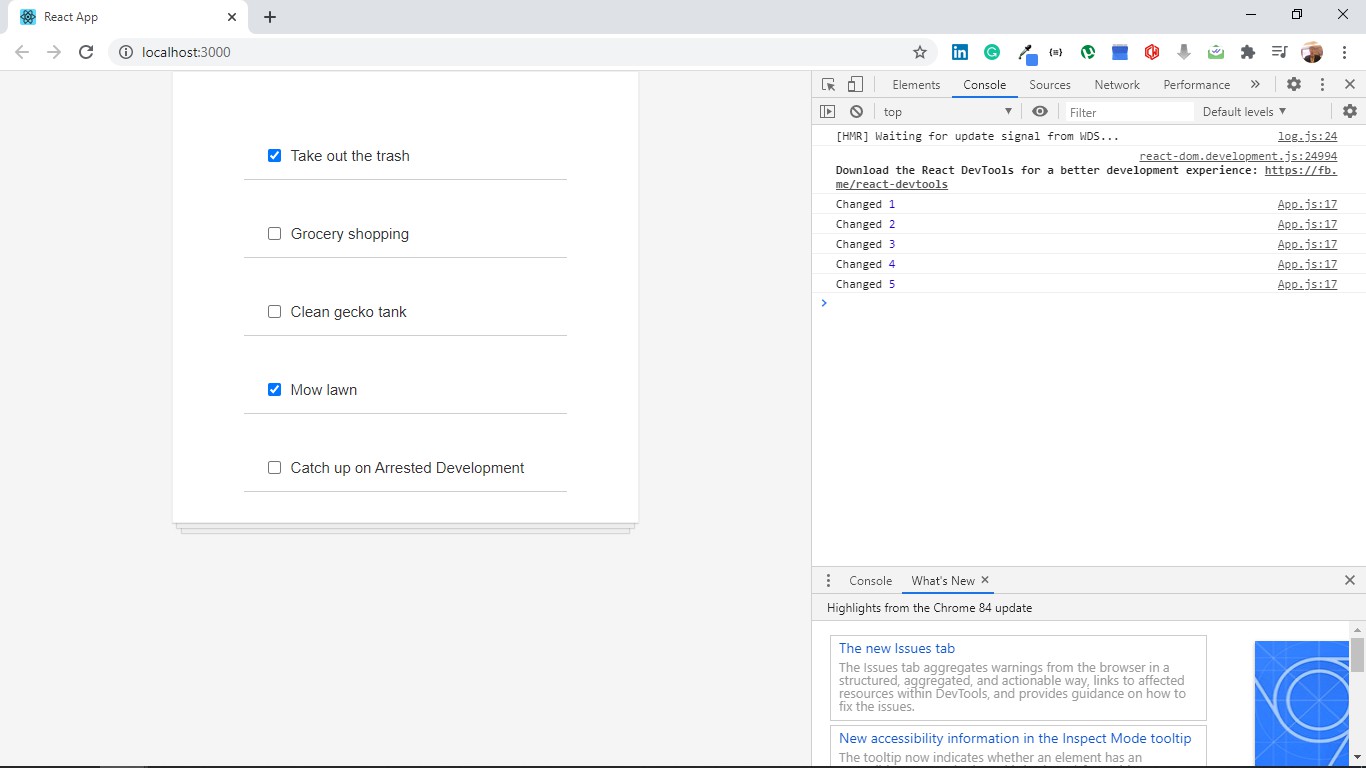 React App
localhost:3000
Elements Console Sources Network Performance
top Filter Default levels
[HMR] Waiting for update signal from WDS... log.js:24
react-dom.development.js:24994
Download the React DevTools for a better development experience: https://fb.
me/react-devtools
Changed 1 App.js:17
Changed 2 App.js:17
Changed 3 App.js:17
Changed 4 App.js:17
Changed 5 App.js:17
Take out the trash
Grocery shopping
Clean gecko tank
Mow lawn
Catch up on Arrested Development
Console What's New
Highlights from the Chrome 84 update
The new Issues tab
The Issues tab aggregates warnings from the browser in a
structured, aggregated, and actionable way, links to affected
resources within DevTools, and provides guidance on how to
fix the issues.
New accessibility information in the Inspect Mode tooltip
The tooltip now indicates whether an element has an